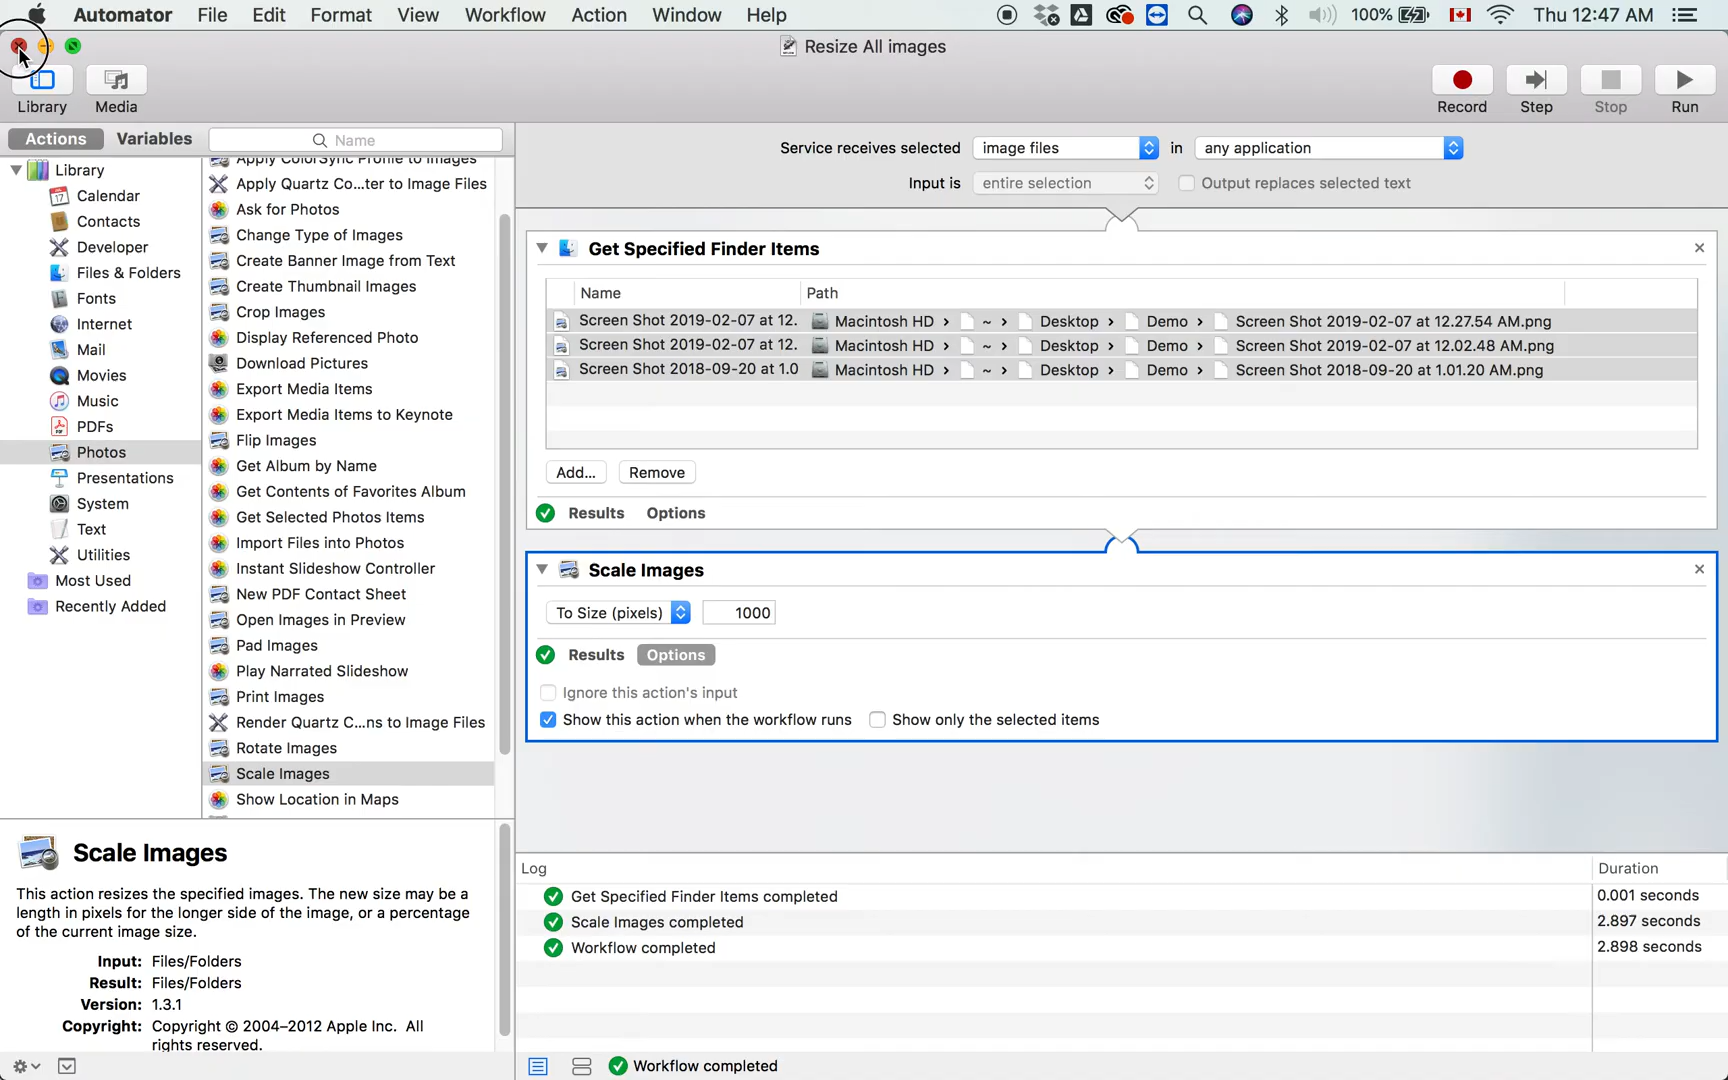 Automator File Edit Format View Workflow Action Window Help 100% Thu 12:47 AM
Resize All images
Library Media Record Step Stop Run
Actions Variables Name
Service receives selected image files in any application
Input is entire selection Output replaces selected text
Library
Calendar
Contacts
Developer
Files & Folders
Fonts
Internet
Mail
Movies
Music
PDFs
Photos
Presentations
System
Text
Utilities
Most Used
Recently Added
Apply ColorSync Profile to Images
Apply Quartz Co...ter to Image Files
Ask for Photos
Change Type of Images
Create Banner Image from Text
Create Thumbnail Images
Crop Images
Display Referenced Photo
Download Pictures
Export Media Items
Export Media Items to Keynote
Flip Images
Get Album by Name
Get Contents of Favorites Album
Get Selected Photos Items
Import Files into Photos
Instant Slideshow Controller
New PDF Contact Sheet
Open Images in Preview
Pad Images
Play Narrated Slideshow
Print Images
Render Quartz C...ns to Image Files
Rotate Images
Scale Images
Show Location in Maps
Get Specified Finder Items
Name Path
Screen Shot 2019-02-07 at 12. Macintosh HD › ~ › Desktop › Demo › Screen Shot 2019-02-07 at 12.27.54 AM.png
Screen Shot 2019-02-07 at 12. Macintosh HD › ~ › Desktop › Demo › Screen Shot 2019-02-07 at 12.02.48 AM.png
Screen Shot 2018-09-20 at 1.0 Macintosh HD › ~ › Desktop › Demo › Screen Shot 2018-09-20 at 1.01.20 AM.png
Add... Remove
Results Options
Scale Images
To Size (pixels) 1000
Results Options
Ignore this action's input
Show this action when the workflow runs Show only the selected items
Scale Images
This action resizes the specified images. The new size may be a
length in pixels for the longer side of the image, or a percentage
of the current image size.
Input: Files/Folders
Result: Files/Folders
Version: 1.3.1
Copyright: Copyright © 2004–2012 Apple Inc. All
rights reserved.
Log Duration
Get Specified Finder Items completed 0.001 seconds
Scale Images completed 2.897 seconds
Workflow completed 2.898 seconds
Workflow completed